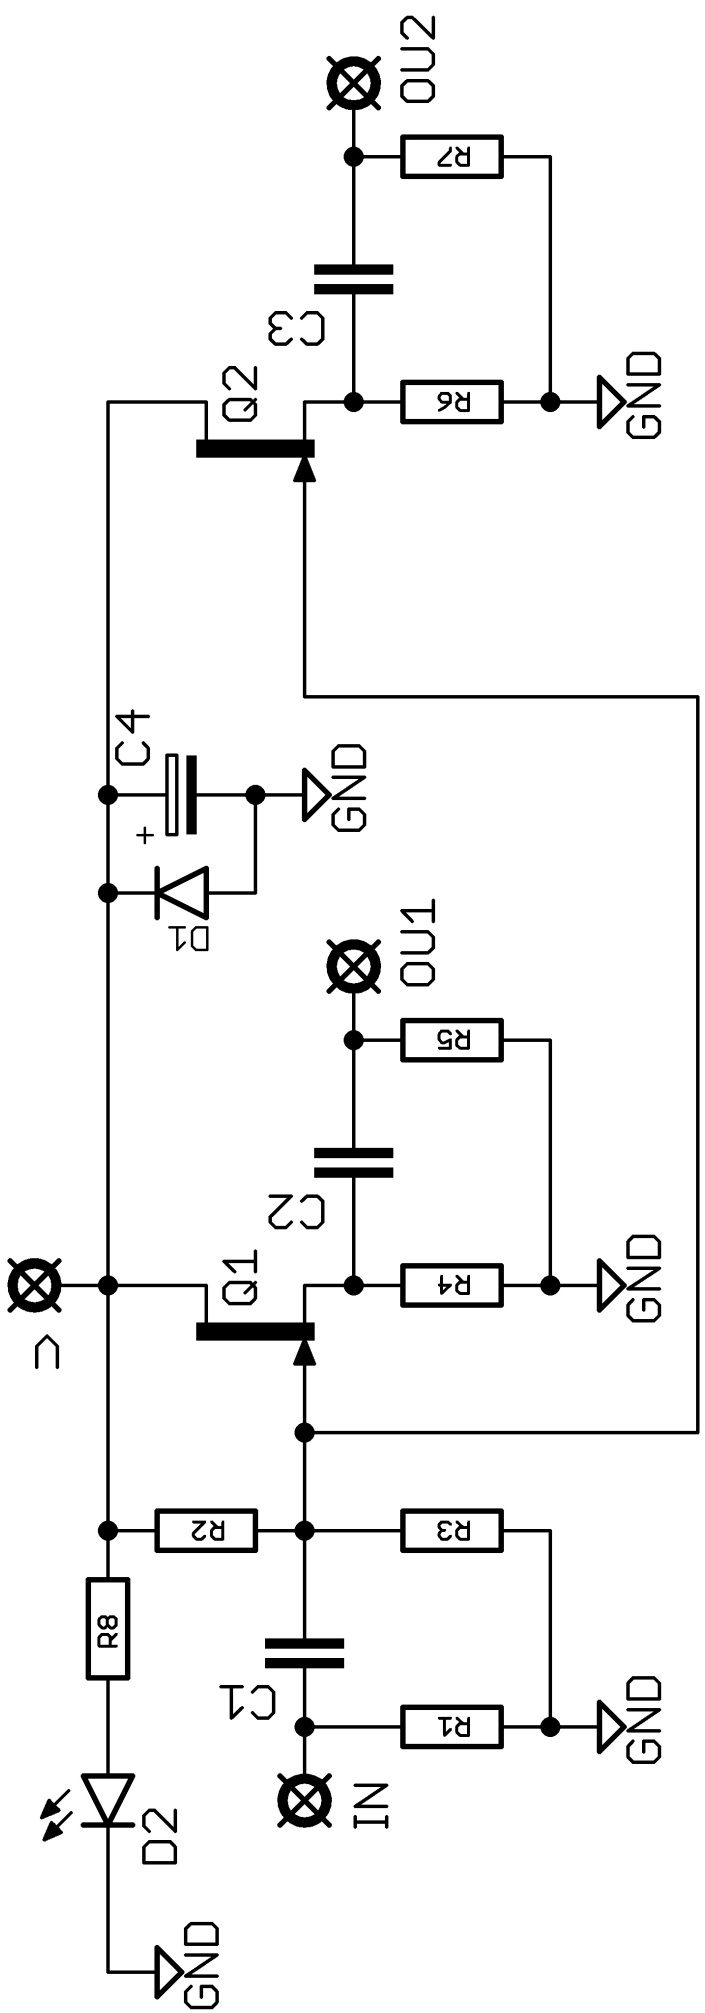 OU2
R7
C3
Q2
R6
GND
C4
+
GND
D1
OU1
R5
C2
Q1
R4
GND
V
R2
R3
R8
C1
R1
GND
IN
D2
GND